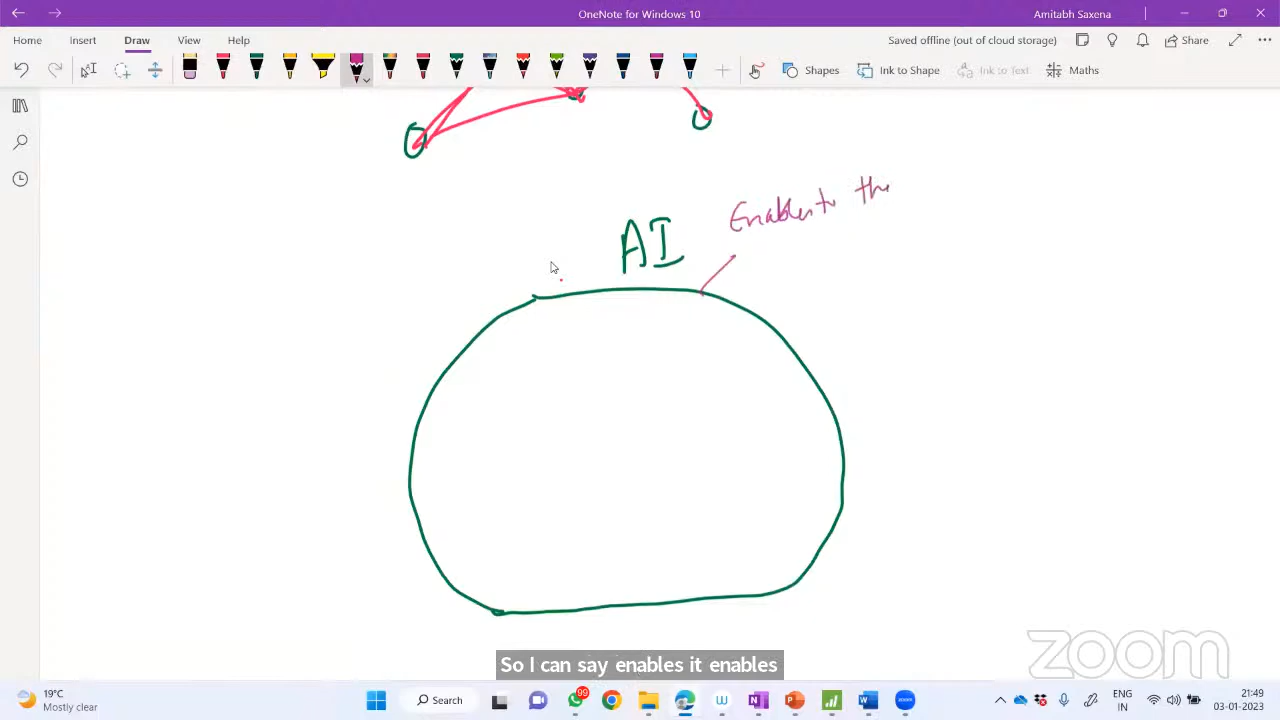 OneNote for Windows 10
Amitabh Saxena
Home Insert Draw View Help
Saved offline (out of cloud storage)
Share
Shapes
Ink to Shape
Ink to Text
Maths
Enables to the
AI
So I can say enables it enables
zoom
19°C
Mostly clear
Search
99
ENG
IN
21:49
03-01-2023